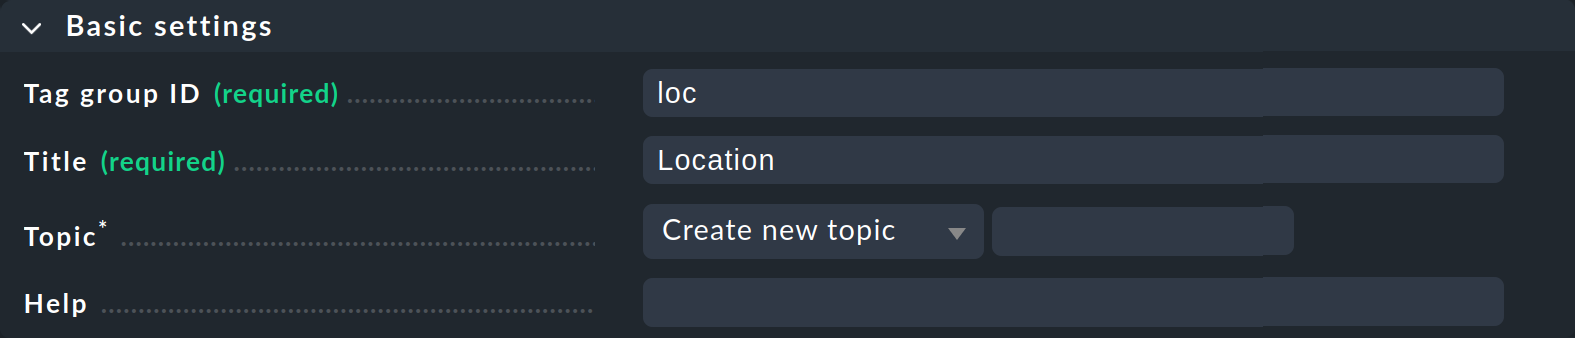 Basic settings
Tag group ID (required) loc
Title (required) Location
Topic* Create new topic
Help